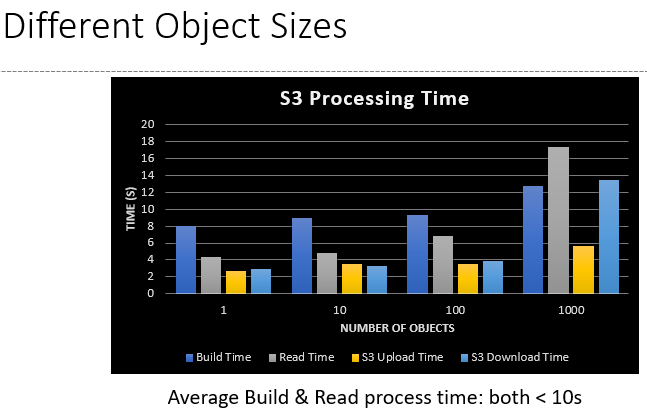 Different Object Sizes
S3 Processing Time
TIME (S)
20
18
16
14
12
10
8
6
4
2
0
1 10 100 1000
NUMBER OF OBJECTS
Build Time Read Time S3 Upload Time S3 Download Time
Average Build & Read process time: both < 10s